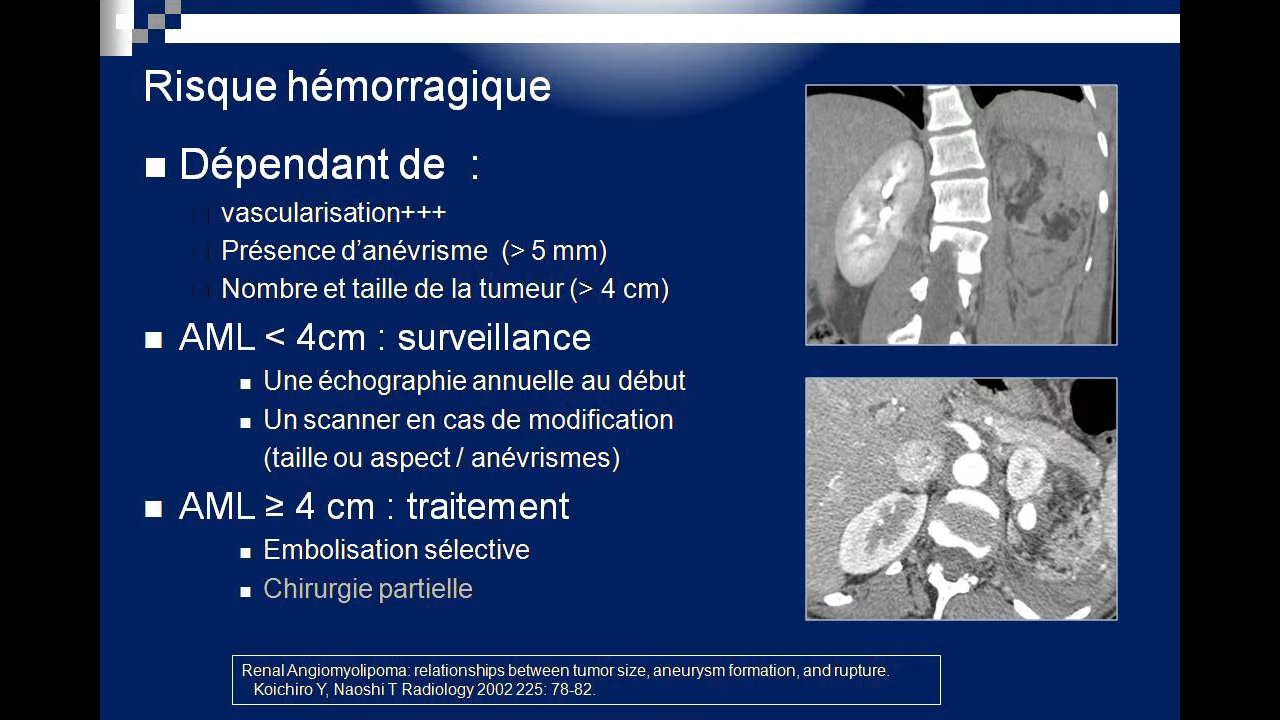 Risque hémorragique
Dépendant de :
vascularisation+++
Présence d’anévrisme (> 5 mm)
Nombre et taille de la tumeur (> 4 cm)
AML < 4cm : surveillance
Une échographie annuelle au début
Un scanner en cas de modification
(taille ou aspect / anévrismes)
AML ≥ 4 cm : traitement
Embolisation sélective
Chirurgie partielle
Renal Angiomyolipoma: relationships between tumor size, aneurysm formation, and rupture.
Koichiro Y, Naoshi T Radiology 2002 225: 78-82.